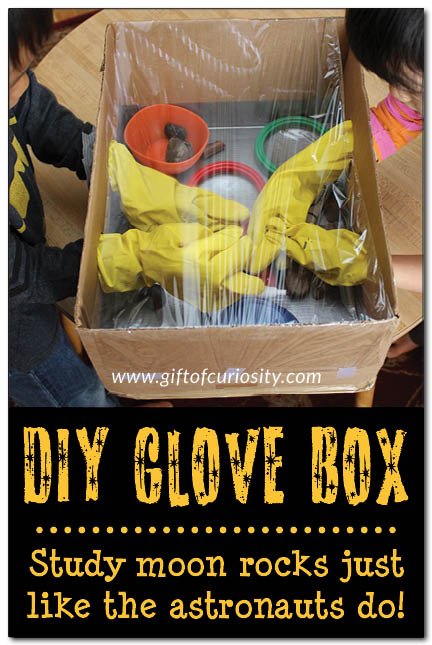 www.giftofcuriosity.com
DIY GLOVE BOX
Study moon rocks just
like the astronauts do!